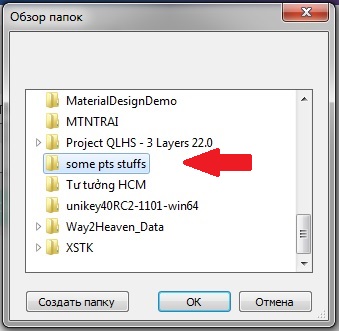 Обзор папок
MaterialDesignDemo
MTNTRAI
Project QLHS - 3 Layers 22.0
some pts stuffs
Tư tưởng HCM
unikey40RC2-1101-win64
Way2Heaven_Data
XSTK
Создать папку
ОК
Отмена